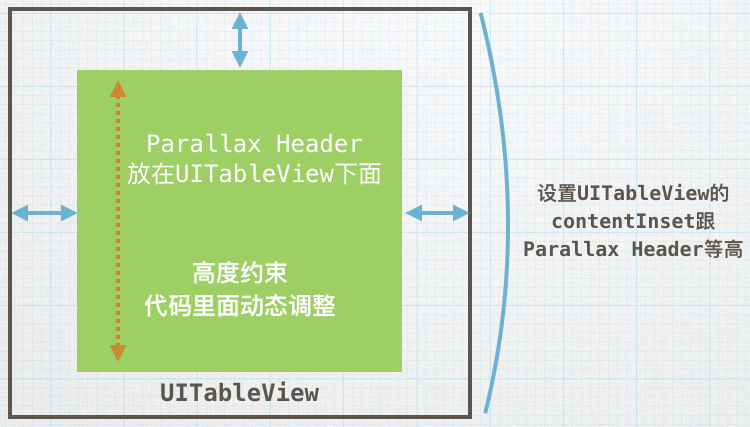 Parallax Header
放在UITableView下面
高度约束
代码里面动态调整
UITableView
设置UITableView的
contentInset跟
Parallax Header等高